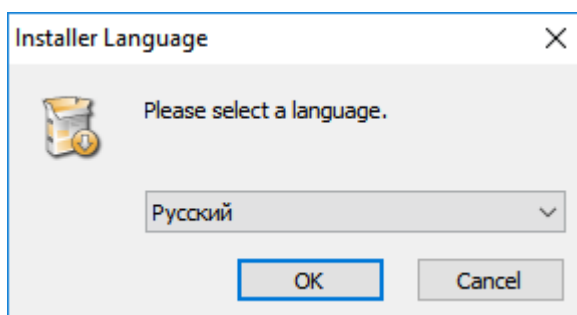 Installer Language
Please select a language.
Русский
OK Cancel